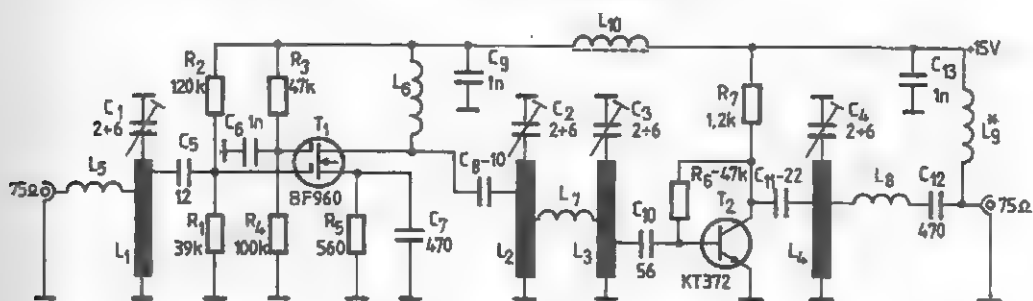 L10
R2
120k
R3
47k
L6
C9
1n
+15V
C13
1n
C1
2÷6
C6 1n
T1
C2
2÷6
C3
2÷6
R7
1,2k
C4
2÷6
L9*
L5
C5
12
75Ω
BF960
C8-10
R6-47k
C11-22
L8
C12
470
75Ω
L1
R1
39k
R4
100k
R5
560
C7
470
L2
L7
L3
C10
56
T2
KT372
L4